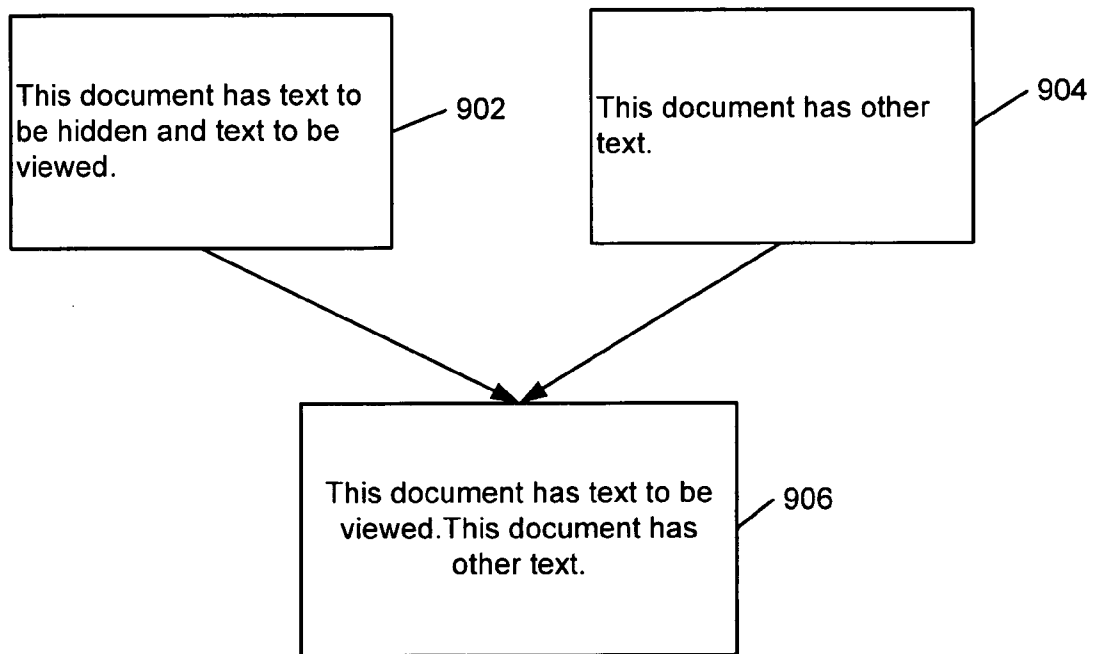 This document has text to
be hidden and text to be
viewed.
902
This document has other
text.
904
This document has text to be
viewed.This document has
other text.
906